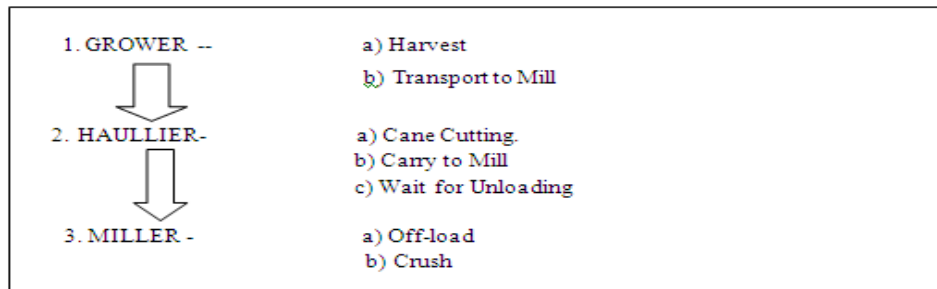 1. GROWER -- a) Harvest
b) Transport to Mill
2. HAULLIER- a) Cane Cutting.
b) Carry to Mill
c) Wait for Unloading
3. MILLER - a) Off-load
b) Crush